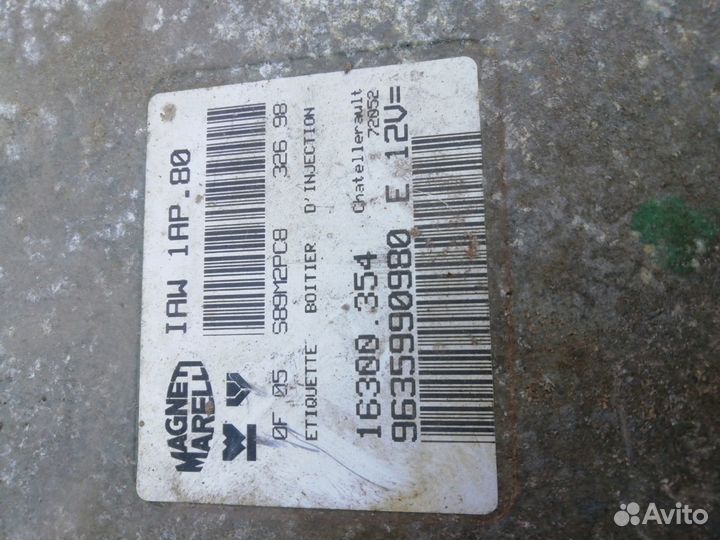 MAGNETI
MARELLI
IAW 1AP.80
0F 05 S89M2PC8 326 98
ETIQUETTE BOITIER D'INJECTION
16300.354 Chatellerault
72052
9635990980 E 12V=
Avito